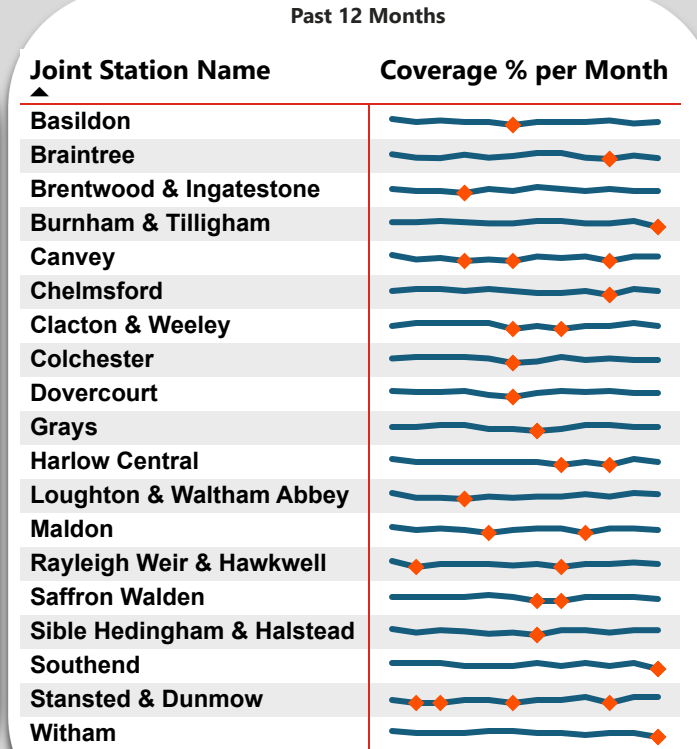 Past 12 Months
Joint Station Name Coverage % per Month
Basildon
Braintree
Brentwood & Ingatestone
Burnham & Tilligham
Canvey
Chelmsford
Clacton & Weeley
Colchester
Dovercourt
Grays
Harlow Central
Loughton & Waltham Abbey
Maldon
Rayleigh Weir & Hawkwell
Saffron Walden
Sible Hedingham & Halstead
Southend
Stansted & Dunmow
Witham